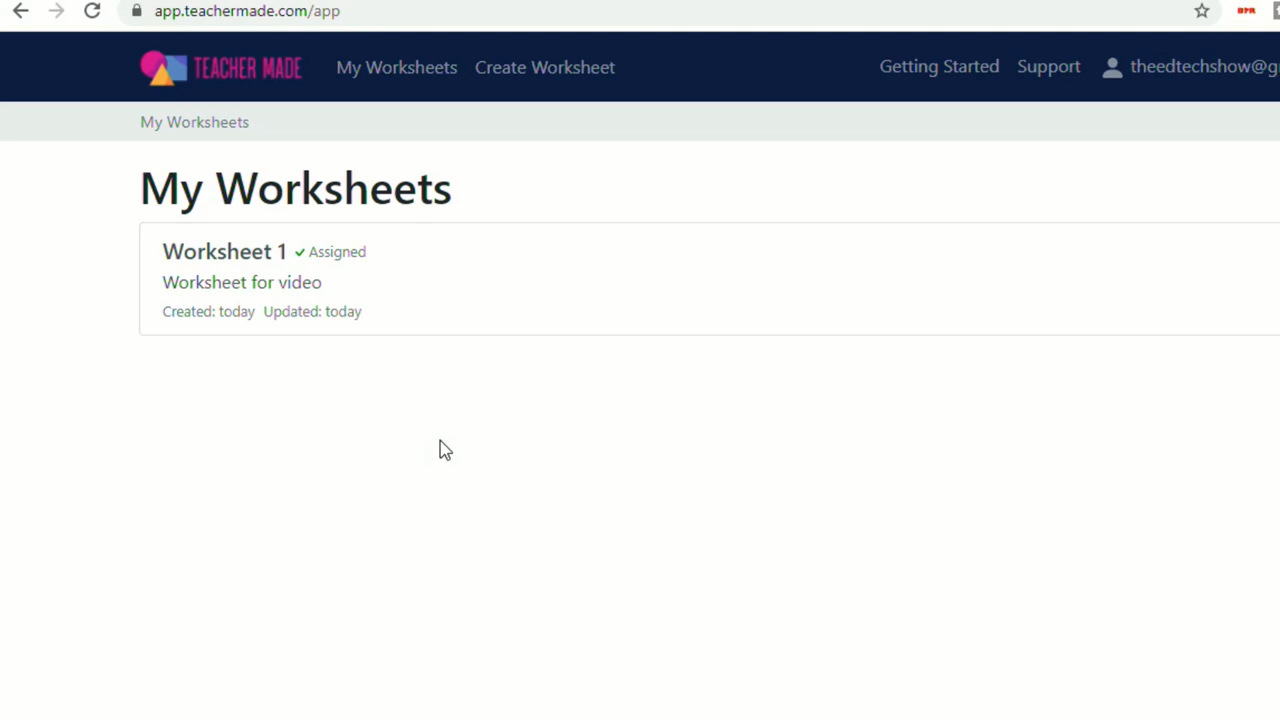 app.teachermade.com/app
TEACHER MADE My Worksheets Create Worksheet Getting Started Support theedtechshow@g
My Worksheets
My Worksheets
Worksheet 1 ✓ Assigned
Worksheet for video
Created: today Updated: today